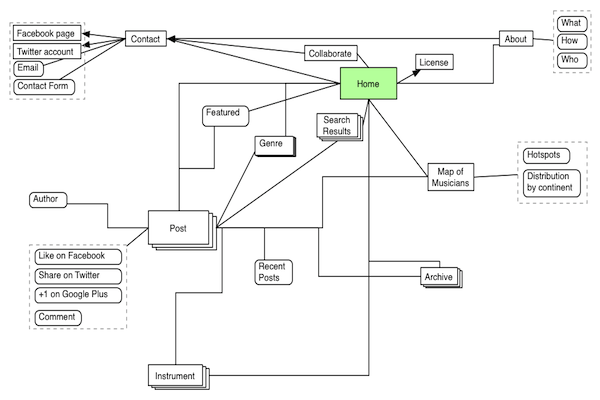 Facebook page
Twitter account
Email
Contact Form
Contact
Collaborate
Home
License
About
What
How
Who
Featured
Genre
Search
Results
Map of
Musicians
Hotspots
Distribution
by continent
Author
Post
Like on Facebook
Share on Twitter
+1 on Google Plus
Comment
Recent
Posts
Archive
Instrument